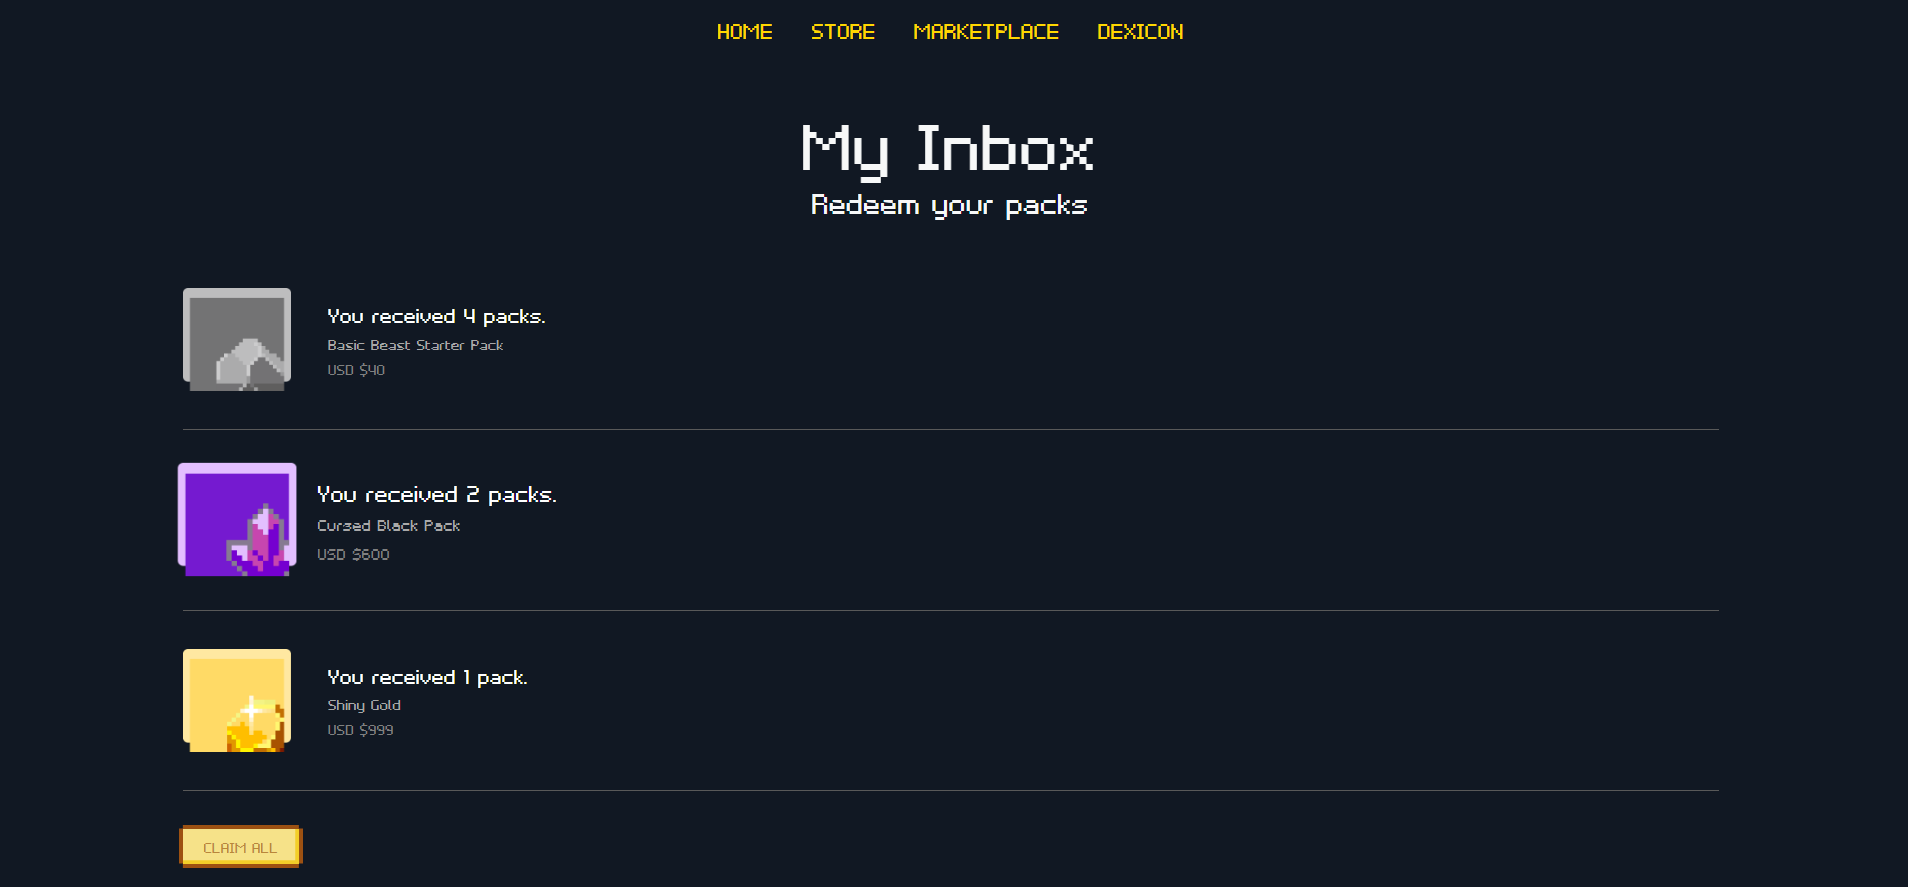 HOME STORE MARKETPLACE DEXICON
My Inbox
Redeem your packs
You received 4 packs.
Basic Beast Starter Pack
USD $40
You received 2 packs.
Cursed Black Pack
USD $600
You received 1 pack.
Shiny Gold
USD $999
CLAIM ALL